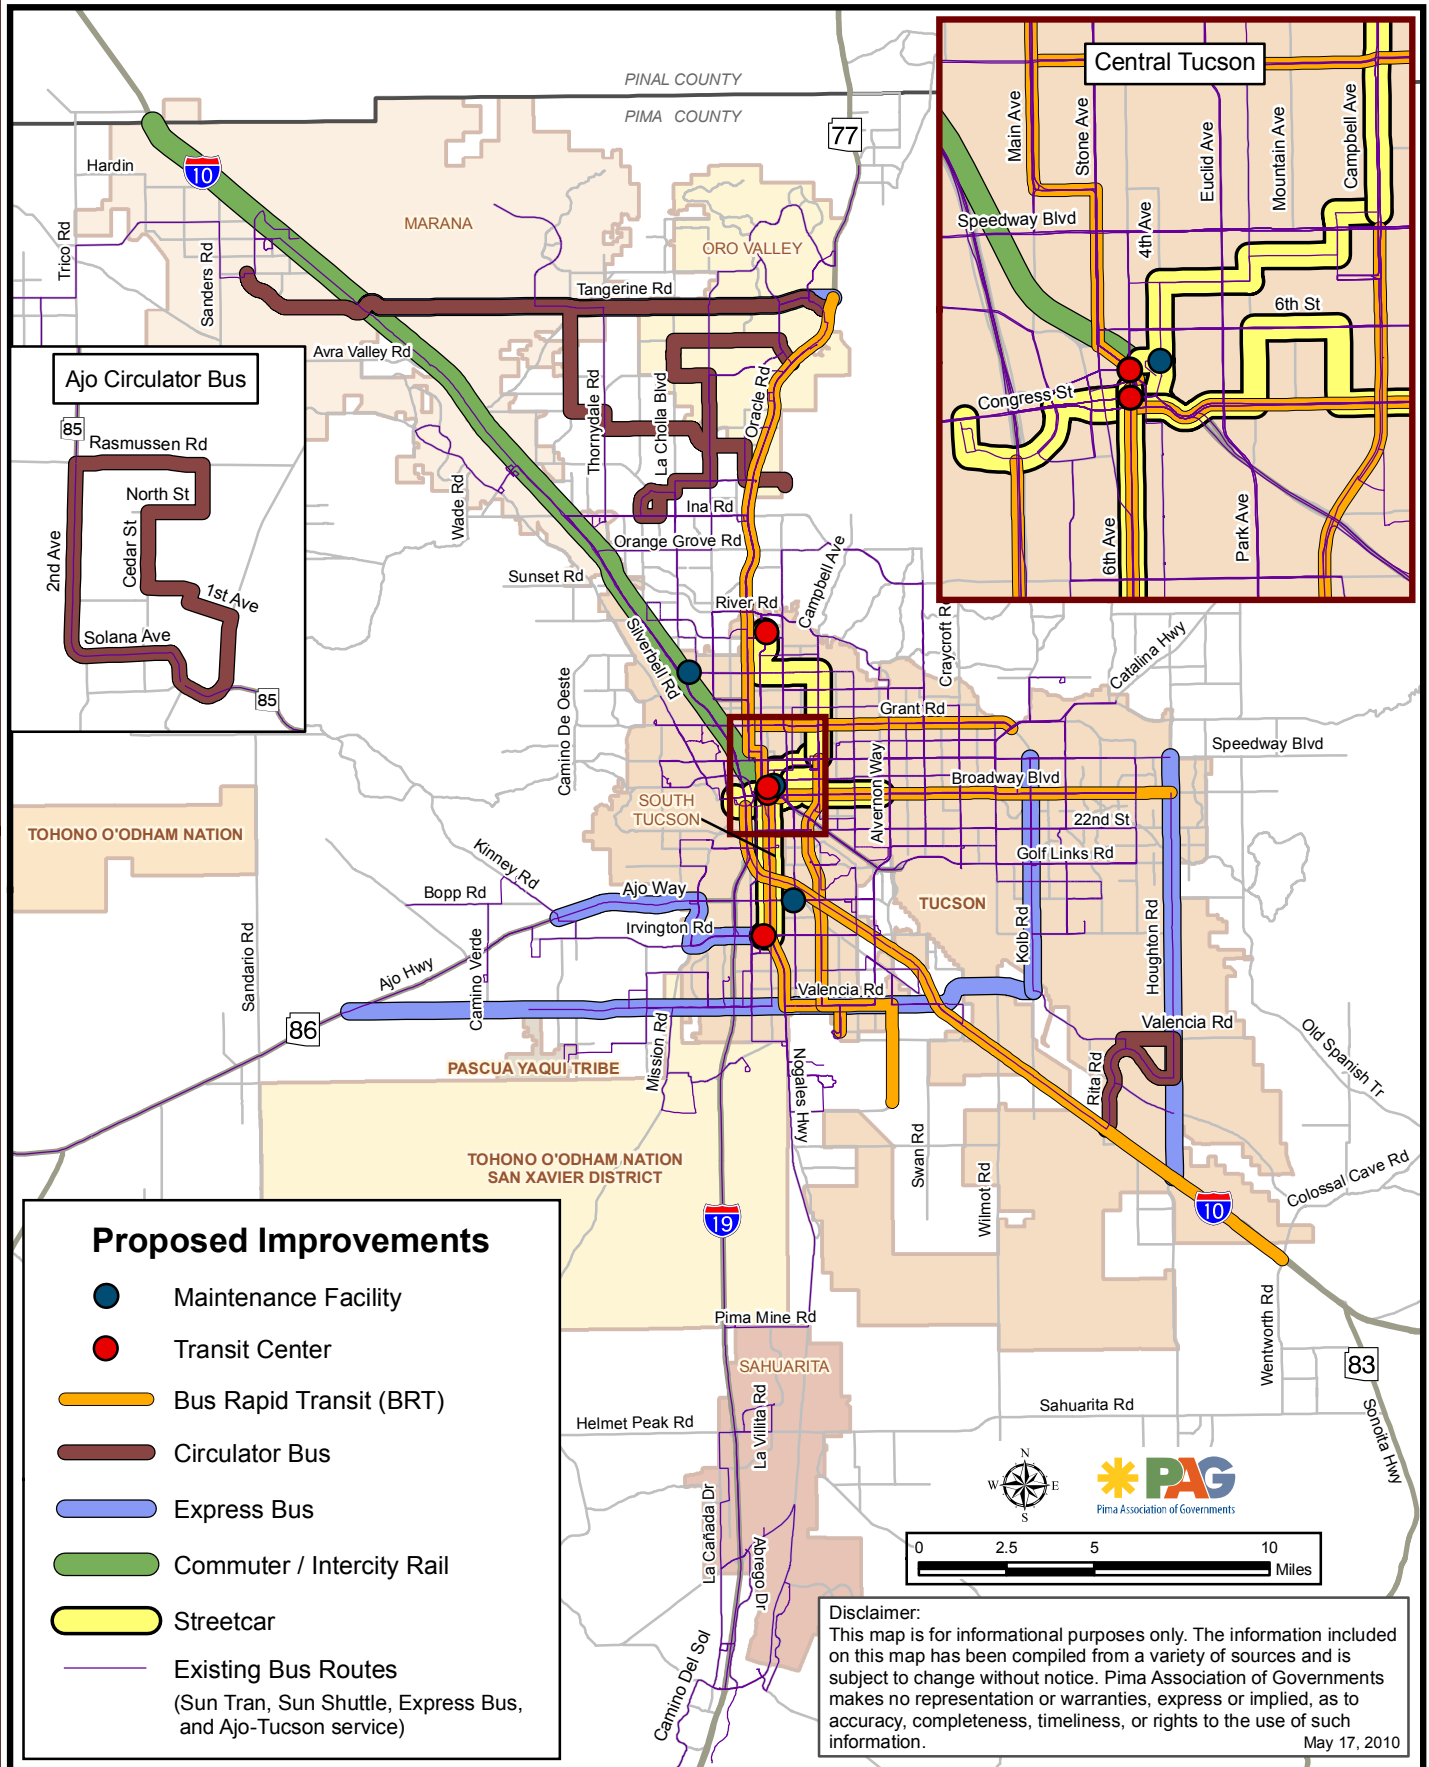 PINAL COUNTY
PIMA COUNTY
77
10
Hardin
Trico Rd
Sanders Rd
MARANA
ORO VALLEY
Tangerine Rd
Avra Valley Rd
Thornydale Rd
La Cholla Blvd
Oracle Rd
Wade Rd
Ina Rd
Orange Grove Rd
Sunset Rd
River Rd
Campbell Ave
Silverbell Rd
Craycroft R
Catalina Hwy
Camino De Oeste
Grant Rd
Speedway Blvd
Broadway Blvd
Alvernon Way
22nd St
Golf Links Rd
SOUTH
TUCSON
TUCSON
TOHONO O'ODHAM NATION
Kinney Rd
Bopp Rd
Ajo Way
Irvington Rd
Kolb Rd
Houghton Rd
Sandario Rd
Ajo Hwy
Camino Verde
86
Valencia Rd
Valencia Rd
Mission Rd
PASCUA YAQUI TRIBE
Nogales Hwy
Rita Rd
Old Spanish Tr
Swan Rd
Wilmot Rd
Colossal Cave Rd
TOHONO O'ODHAM NATION
SAN XAVIER DISTRICT
19
10
Pima Mine Rd
SAHUARITA
Wentworth Rd
83
Sonoita Hwy
Helmet Peak Rd
La Villita Rd
Sahuarita Rd
La Cañada Dr
Abrego Dr
Camino Del Sol
Ajo Circulator Bus
85
Rasmussen Rd
North St
2nd Ave
Cedar St
1st Ave
Solana Ave
85
Central Tucson
Main Ave
Stone Ave
4th Ave
Euclid Ave
Mountain Ave
Campbell Ave
Speedway Blvd
6th St
Congress St
6th Ave
Park Ave
Proposed Improvements
Maintenance Facility
Transit Center
Bus Rapid Transit (BRT)
Circulator Bus
Express Bus
Commuter / Intercity Rail
Streetcar
Existing Bus Routes
(Sun Tran, Sun Shuttle, Express Bus,
and Ajo-Tucson service)
N
W E
S
PAG
Pima Association of Governments
0 2.5 5 10
Miles
Disclaimer:
This map is for informational purposes only. The information included
on this map has been compiled from a variety of sources and is
subject to change without notice. Pima Association of Governments
makes no representation or warranties, express or implied, as to
accuracy, completeness, timeliness, or rights to the use of such
information.
May 17, 2010